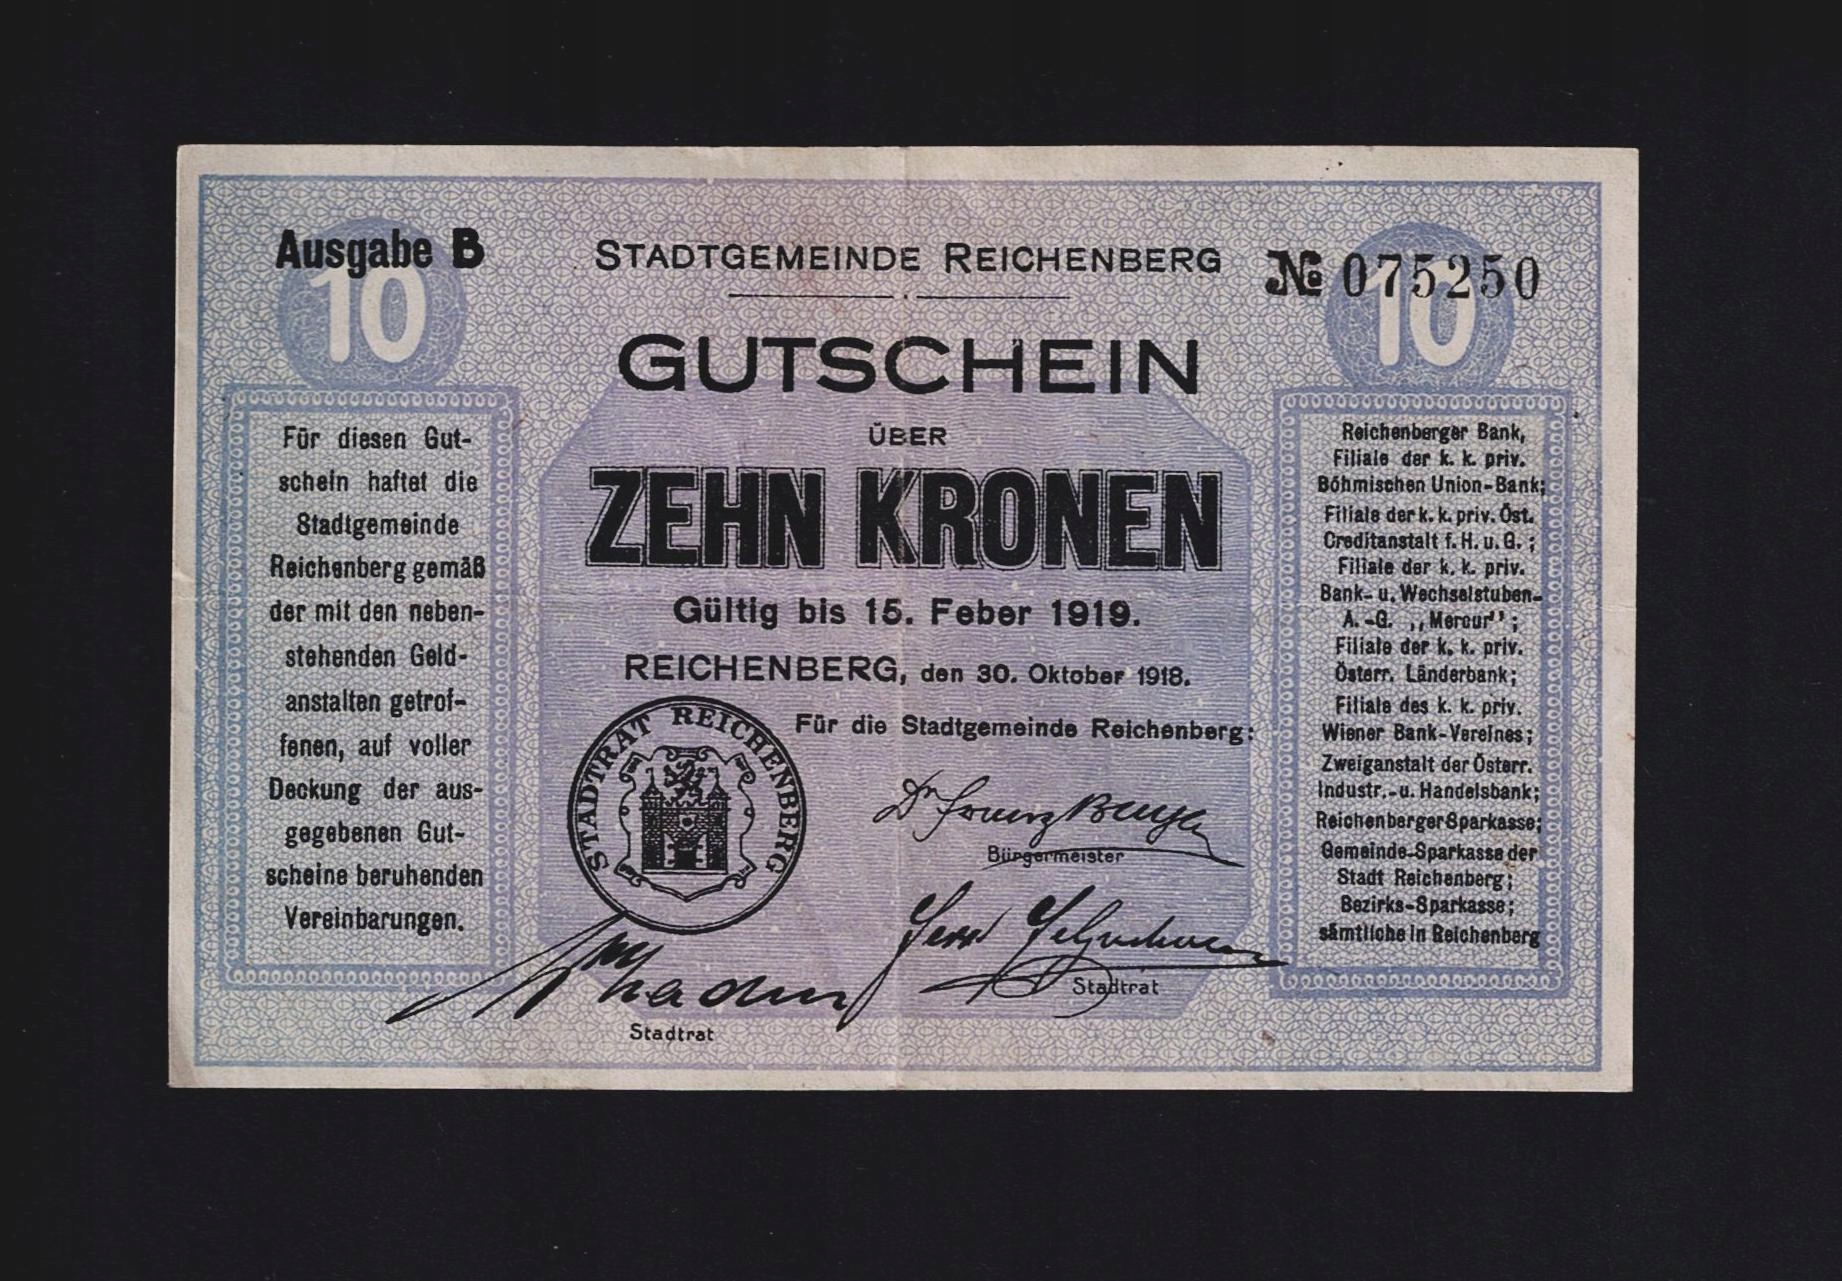 Ausgabe B
10
STADTGEMEINDE REICHENBERG
№ 075250
10
GUTSCHEIN
ÜBER
ZEHN KRONEN
Gültig bis 15. Feber 1919.
REICHENBERG, den 30. Oktober 1918.
Für die Stadtgemeinde Reichenberg:
STADTRAT REICHENBERG
Bürgermeister
Stadtrat
Stadtrat
Für diesen Gut-
schein haftet die
Stadtgemeinde
Reichenberg gemäß
der mit den neben-
stehenden Geld-
anstalten getrof-
fenen, auf voller
Deckung der aus-
gegebenen Gut-
scheine beruhenden
Vereinbarungen.
Reichenberger Bank,
Filiale der k. k. priv.
Böhmischen Union-Bank;
Filiale der k. k. priv. Öst.
Creditanstalt f. H. u. G. ;
Filiale der k. k. priv.
Bank- u. Wechselstuben-
A.-G. „Mercur" ;
Filiale der k. k. priv.
Österr. Länderbank;
Filiale des k. k. priv.
Wiener Bank-Vereines;
Zweiganstalt der Österr.
Industr.-u. Handelsbank;
Reichenberger Sparkasse;
Gemeinde-Sparkasse der
Stadt Reichenberg;
Bezirks-Sparkasse;
sämtliche in Reichenberg